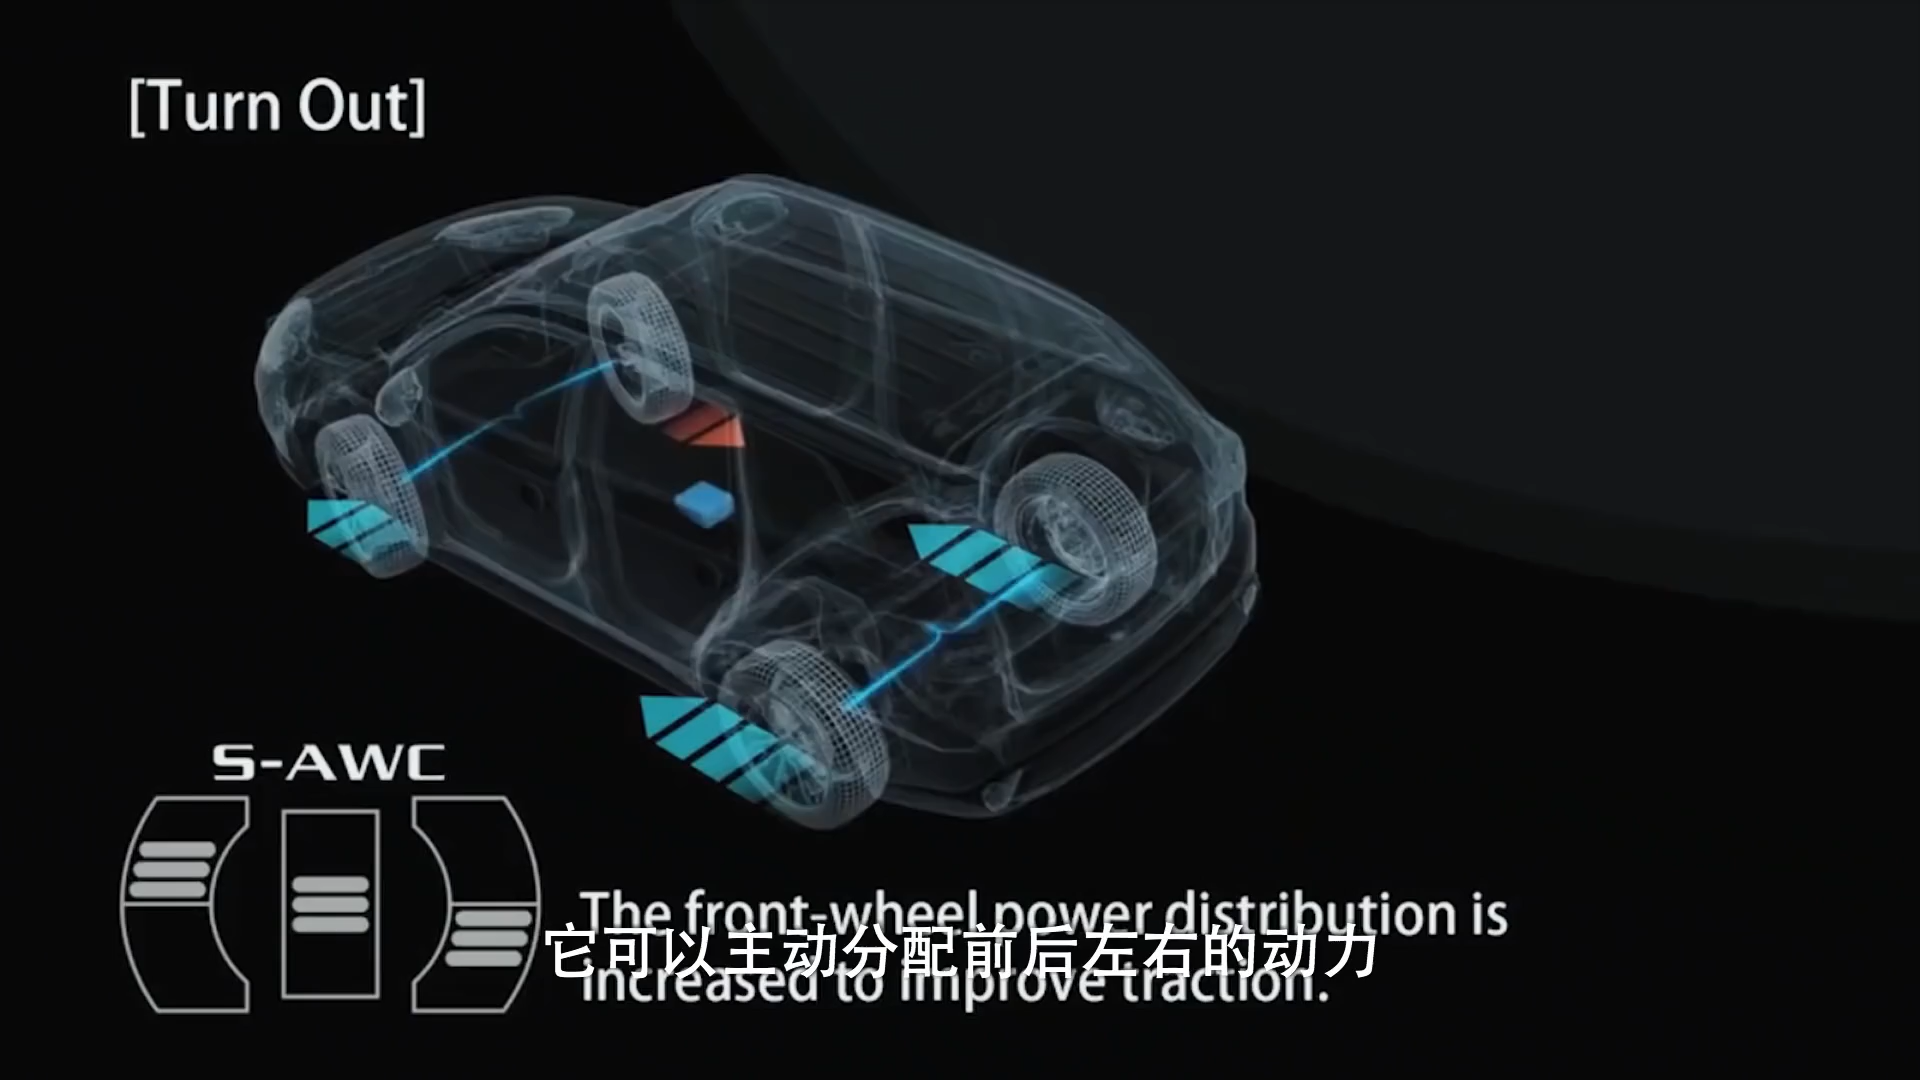 [Turn Out]
S-AWC
The front-wheel power distribution is
它可以主动分配前后左右的动力
increased to improve traction.